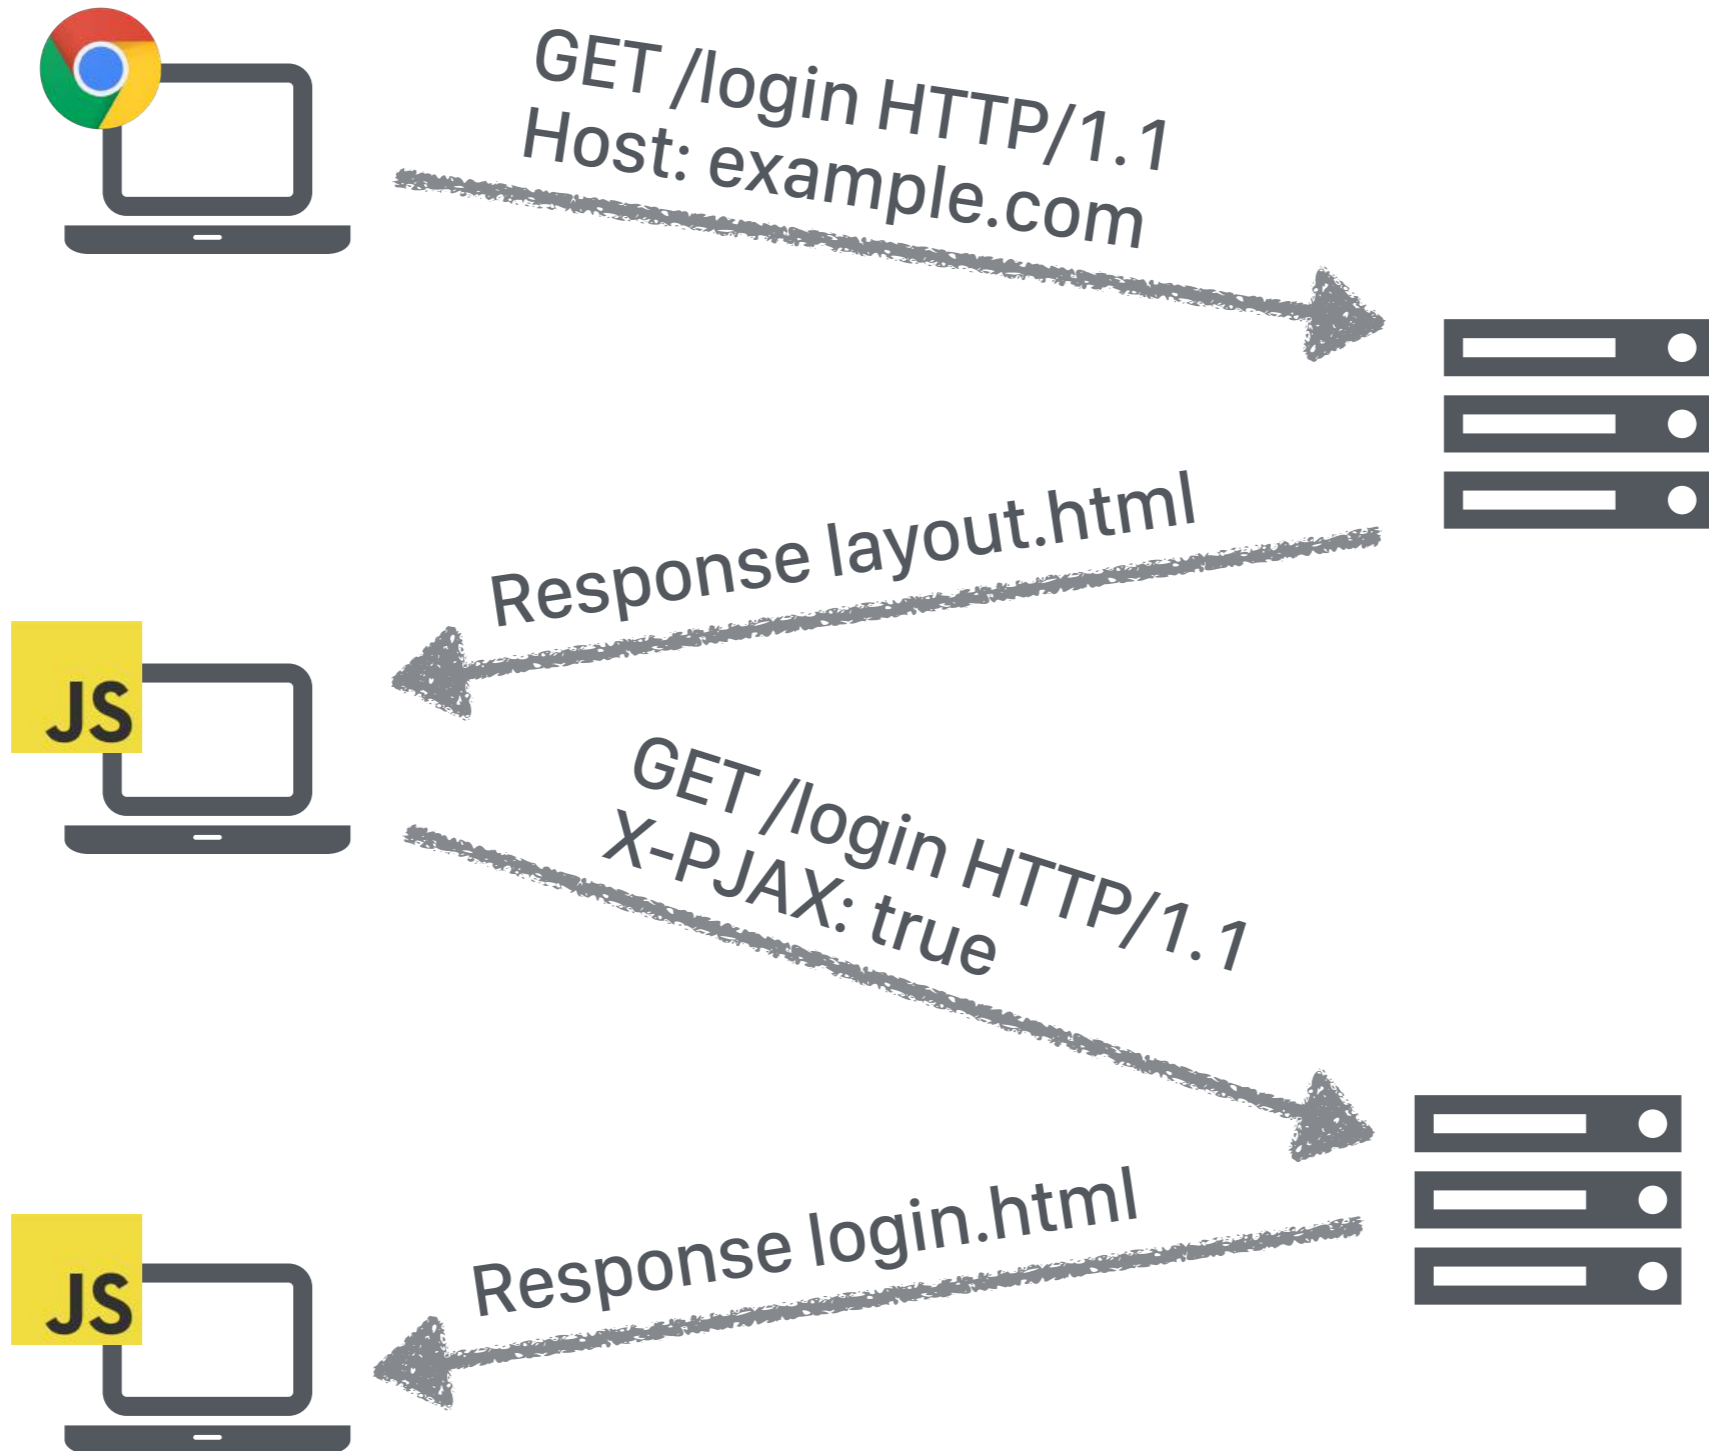 GET /login HTTP/1.1
Host: example.com
Response layout.html
JS
GET /login HTTP/1.1
X-PJAX: true
Response login.html
JS